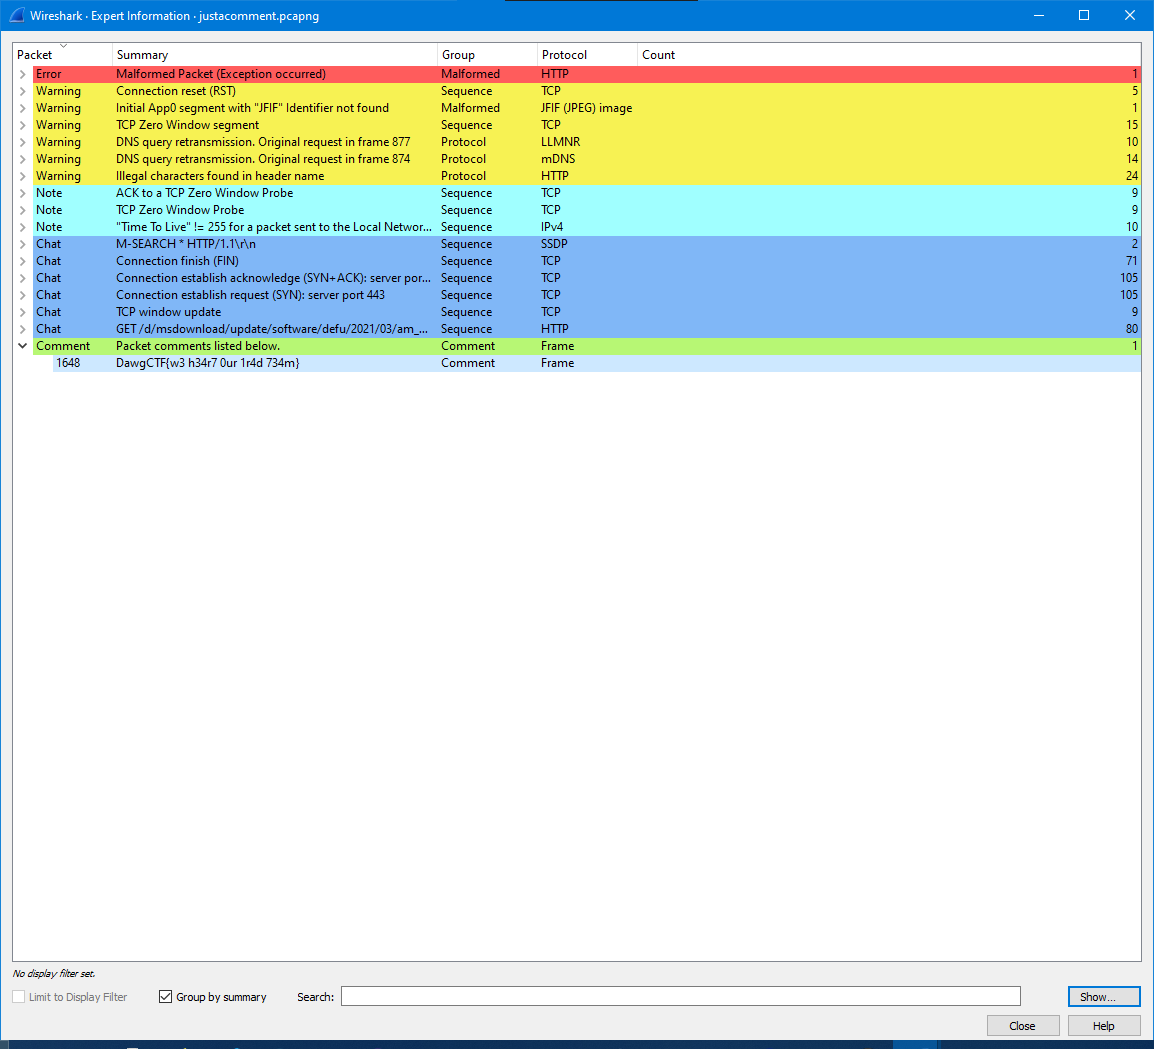 Wireshark · Expert Information · justacomment.pcapng
Packet Summary Group Protocol Count
Error Malformed Packet (Exception occurred) Malformed HTTP 1
Warning Connection reset (RST) Sequence TCP 5
Warning Initial App0 segment with "JFIF" Identifier not found Malformed JFIF (JPEG) image 1
Warning TCP Zero Window segment Sequence TCP 15
Warning DNS query retransmission. Original request in frame 877 Protocol LLMNR 10
Warning DNS query retransmission. Original request in frame 874 Protocol mDNS 14
Warning Illegal characters found in header name Protocol HTTP 24
Note ACK to a TCP Zero Window Probe Sequence TCP 9
Note TCP Zero Window Probe Sequence TCP 9
Note "Time To Live" != 255 for a packet sent to the Local Networ... Sequence IPv4 10
Chat M-SEARCH * HTTP/1.1\r\n Sequence SSDP 2
Chat Connection finish (FIN) Sequence TCP 71
Chat Connection establish acknowledge (SYN+ACK): server por... Sequence TCP 105
Chat Connection establish request (SYN): server port 443 Sequence TCP 105
Chat TCP window update Sequence TCP 9
Chat GET /d/msdownload/update/software/defu/2021/03/am_... Sequence HTTP 80
Comment Packet comments listed below. Comment Frame 1
1648 DawgCTF{w3 h34r7 0ur 1r4d 734m} Comment Frame
No display filter set.
Limit to Display Filter Group by summary Search: Show...
Close Help